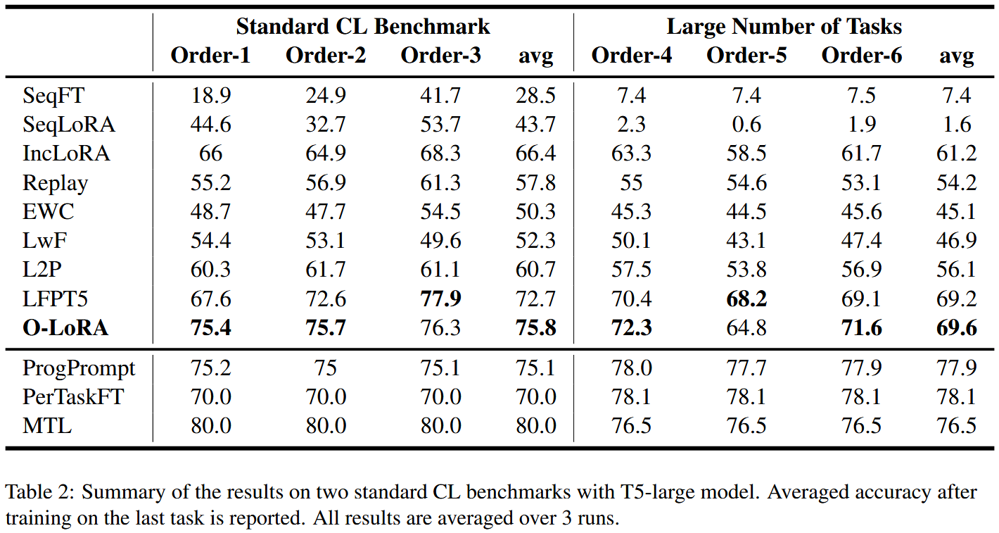 Standard CL Benchmark Large Number of Tasks
Order-1 Order-2 Order-3 avg Order-4 Order-5 Order-6 avg
SeqFT 18.9 24.9 41.7 28.5 7.4 7.4 7.5 7.4
SeqLoRA 44.6 32.7 53.7 43.7 2.3 0.6 1.9 1.6
IncLoRA 66 64.9 68.3 66.4 63.3 58.5 61.7 61.2
Replay 55.2 56.9 61.3 57.8 55 54.6 53.1 54.2
EWC 48.7 47.7 54.5 50.3 45.3 44.5 45.6 45.1
LwF 54.4 53.1 49.6 52.3 50.1 43.1 47.4 46.9
L2P 60.3 61.7 61.1 60.7 57.5 53.8 56.9 56.1
LFPT5 67.6 72.6 77.9 72.7 70.4 68.2 69.1 69.2
O-LoRA 75.4 75.7 76.3 75.8 72.3 64.8 71.6 69.6
ProgPrompt 75.2 75 75.1 75.1 78.0 77.7 77.9 77.9
PerTaskFT 70.0 70.0 70.0 70.0 78.1 78.1 78.1 78.1
MTL 80.0 80.0 80.0 80.0 76.5 76.5 76.5 76.5
Table 2: Summary of the results on two standard CL benchmarks with T5-large model. Averaged accuracy after
training on the last task is reported. All results are averaged over 3 runs.